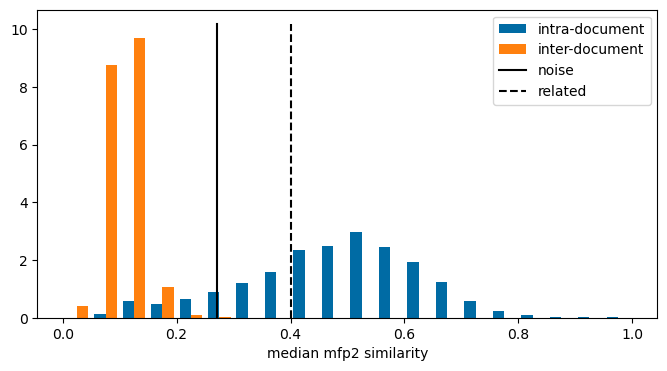 intra-document
inter-document
noise
related
10
8
6
4
2
0
0.0 0.2 0.4 0.6 0.8 1.0
median mfp2 similarity